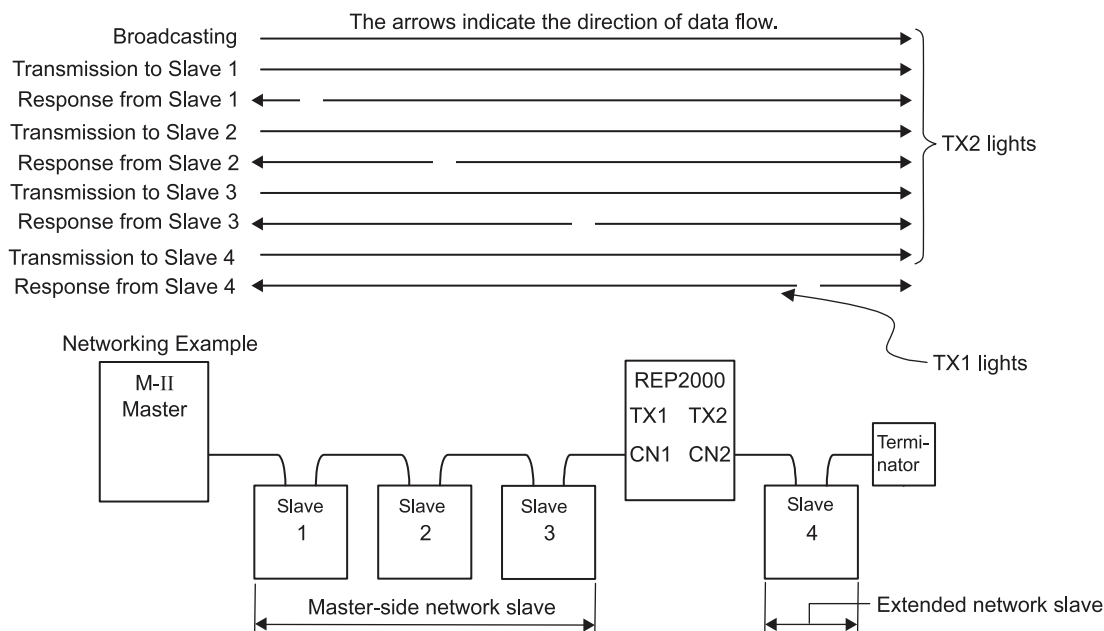 The arrows indicate the direction of data flow.
Broadcasting
Transmission to Slave 1
Response from Slave 1
Transmission to Slave 2
Response from Slave 2
Transmission to Slave 3
Response from Slave 3
Transmission to Slave 4
Response from Slave 4
TX2 lights
TX1 lights
Networking Example
M-II
Master
REP2000
TX1 TX2
CN1 CN2
Termi-
nator
Slave
1
Slave
2
Slave
3
Slave
4
Master-side network slave
Extended network slave